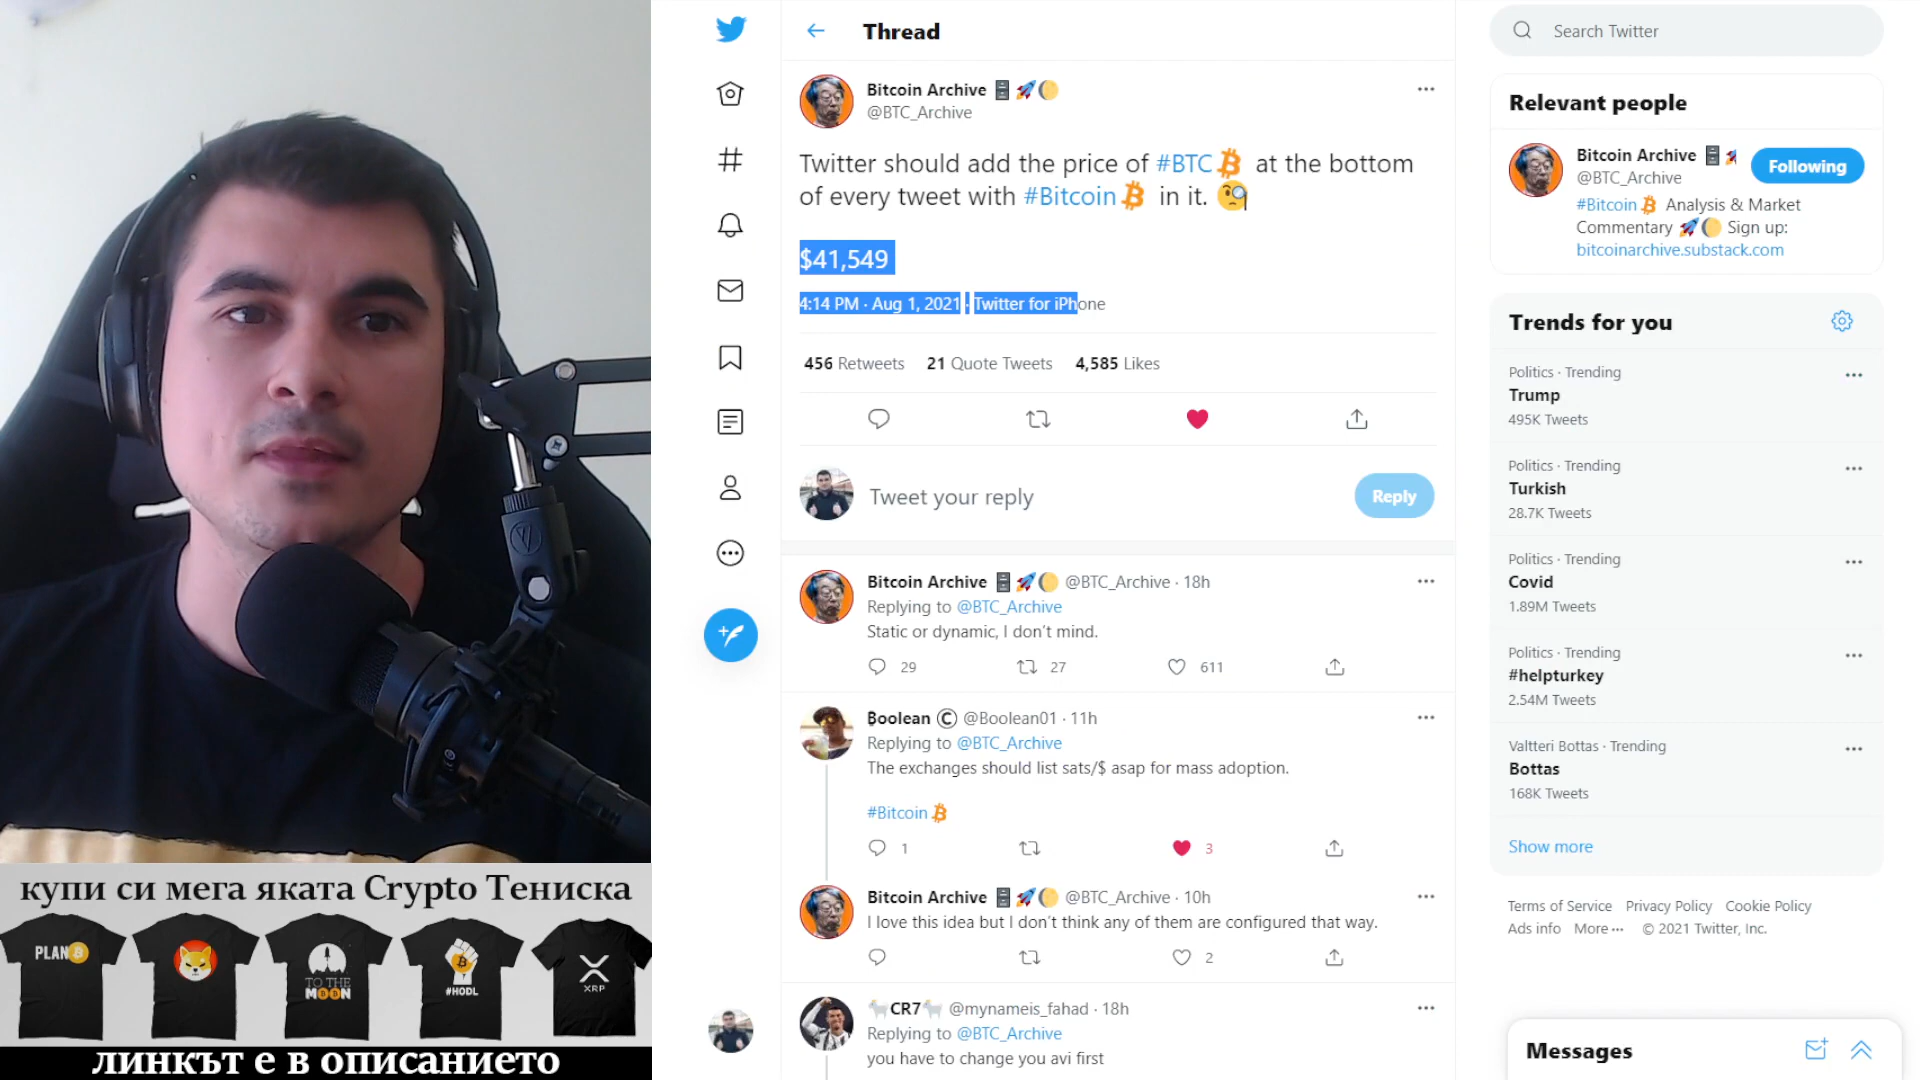 Thread
Bitcoin Archive
@BTC_Archive
Twitter should add the price of #BTC at the bottom
of every tweet with #Bitcoin in it.
$41,549
4:14 PM · Aug 1, 2021 · Twitter for iPhone
456 Retweets 21 Quote Tweets 4,585 Likes
Tweet your reply
Reply
Bitcoin Archive @BTC_Archive · 18h
Replying to @BTC_Archive
Static or dynamic, I don't mind.
29 27 611
Boolean © @Boolean01 · 11h
Replying to @BTC_Archive
The exchanges should list sats/$ asap for mass adoption.
#Bitcoin
1 3
Bitcoin Archive @BTC_Archive · 10h
I love this idea but I don't think any of them are configured that way.
2
CR7 @mynameis_fahad · 18h
Replying to @BTC_Archive
you have to change you avi first
Search Twitter
Relevant people
Bitcoin Archive
@BTC_Archive
Following
#Bitcoin Analysis & Market
Commentary Sign up:
bitcoinarchive.substack.com
Trends for you
Politics · Trending
Trump
495K Tweets
Politics · Trending
Turkish
28.7K Tweets
Politics · Trending
Covid
1.89M Tweets
Politics · Trending
#helpturkey
2.54M Tweets
Valtteri Bottas · Trending
Bottas
168K Tweets
Show more
Terms of Service Privacy Policy Cookie Policy
Ads info More ··· © 2021 Twitter, Inc.
Messages
купи си мега яката Crypto Тениска
PLAN B
TO THE
MOON
#HODL
XRP
линкът е в описанието